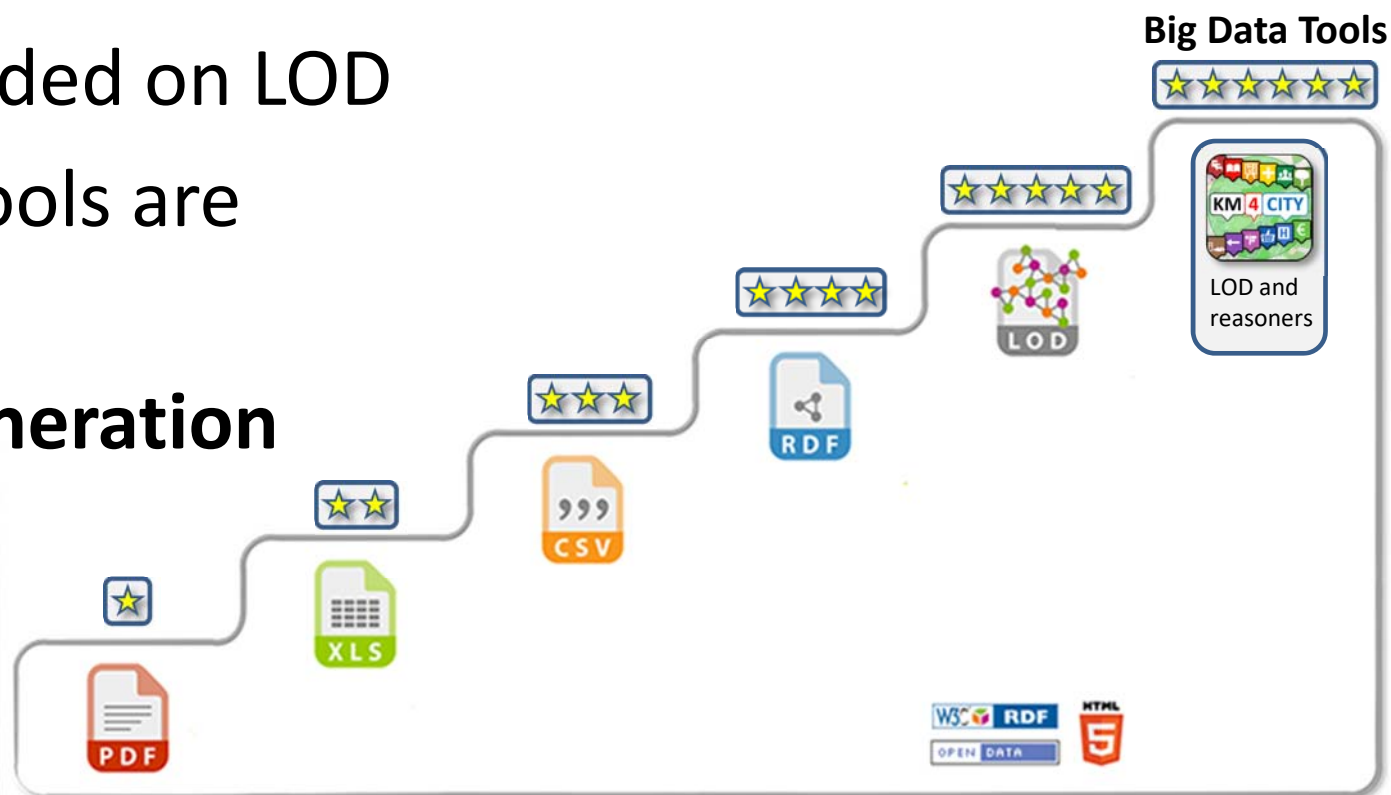 Big Data Tools
ded on LOD
ools are
KM 4 CITY
LOD and
reasoners
LOD
RDF
neration
,,,
CSV
XLS
PDF
W3C RDF
OPEN DATA
HTML
5